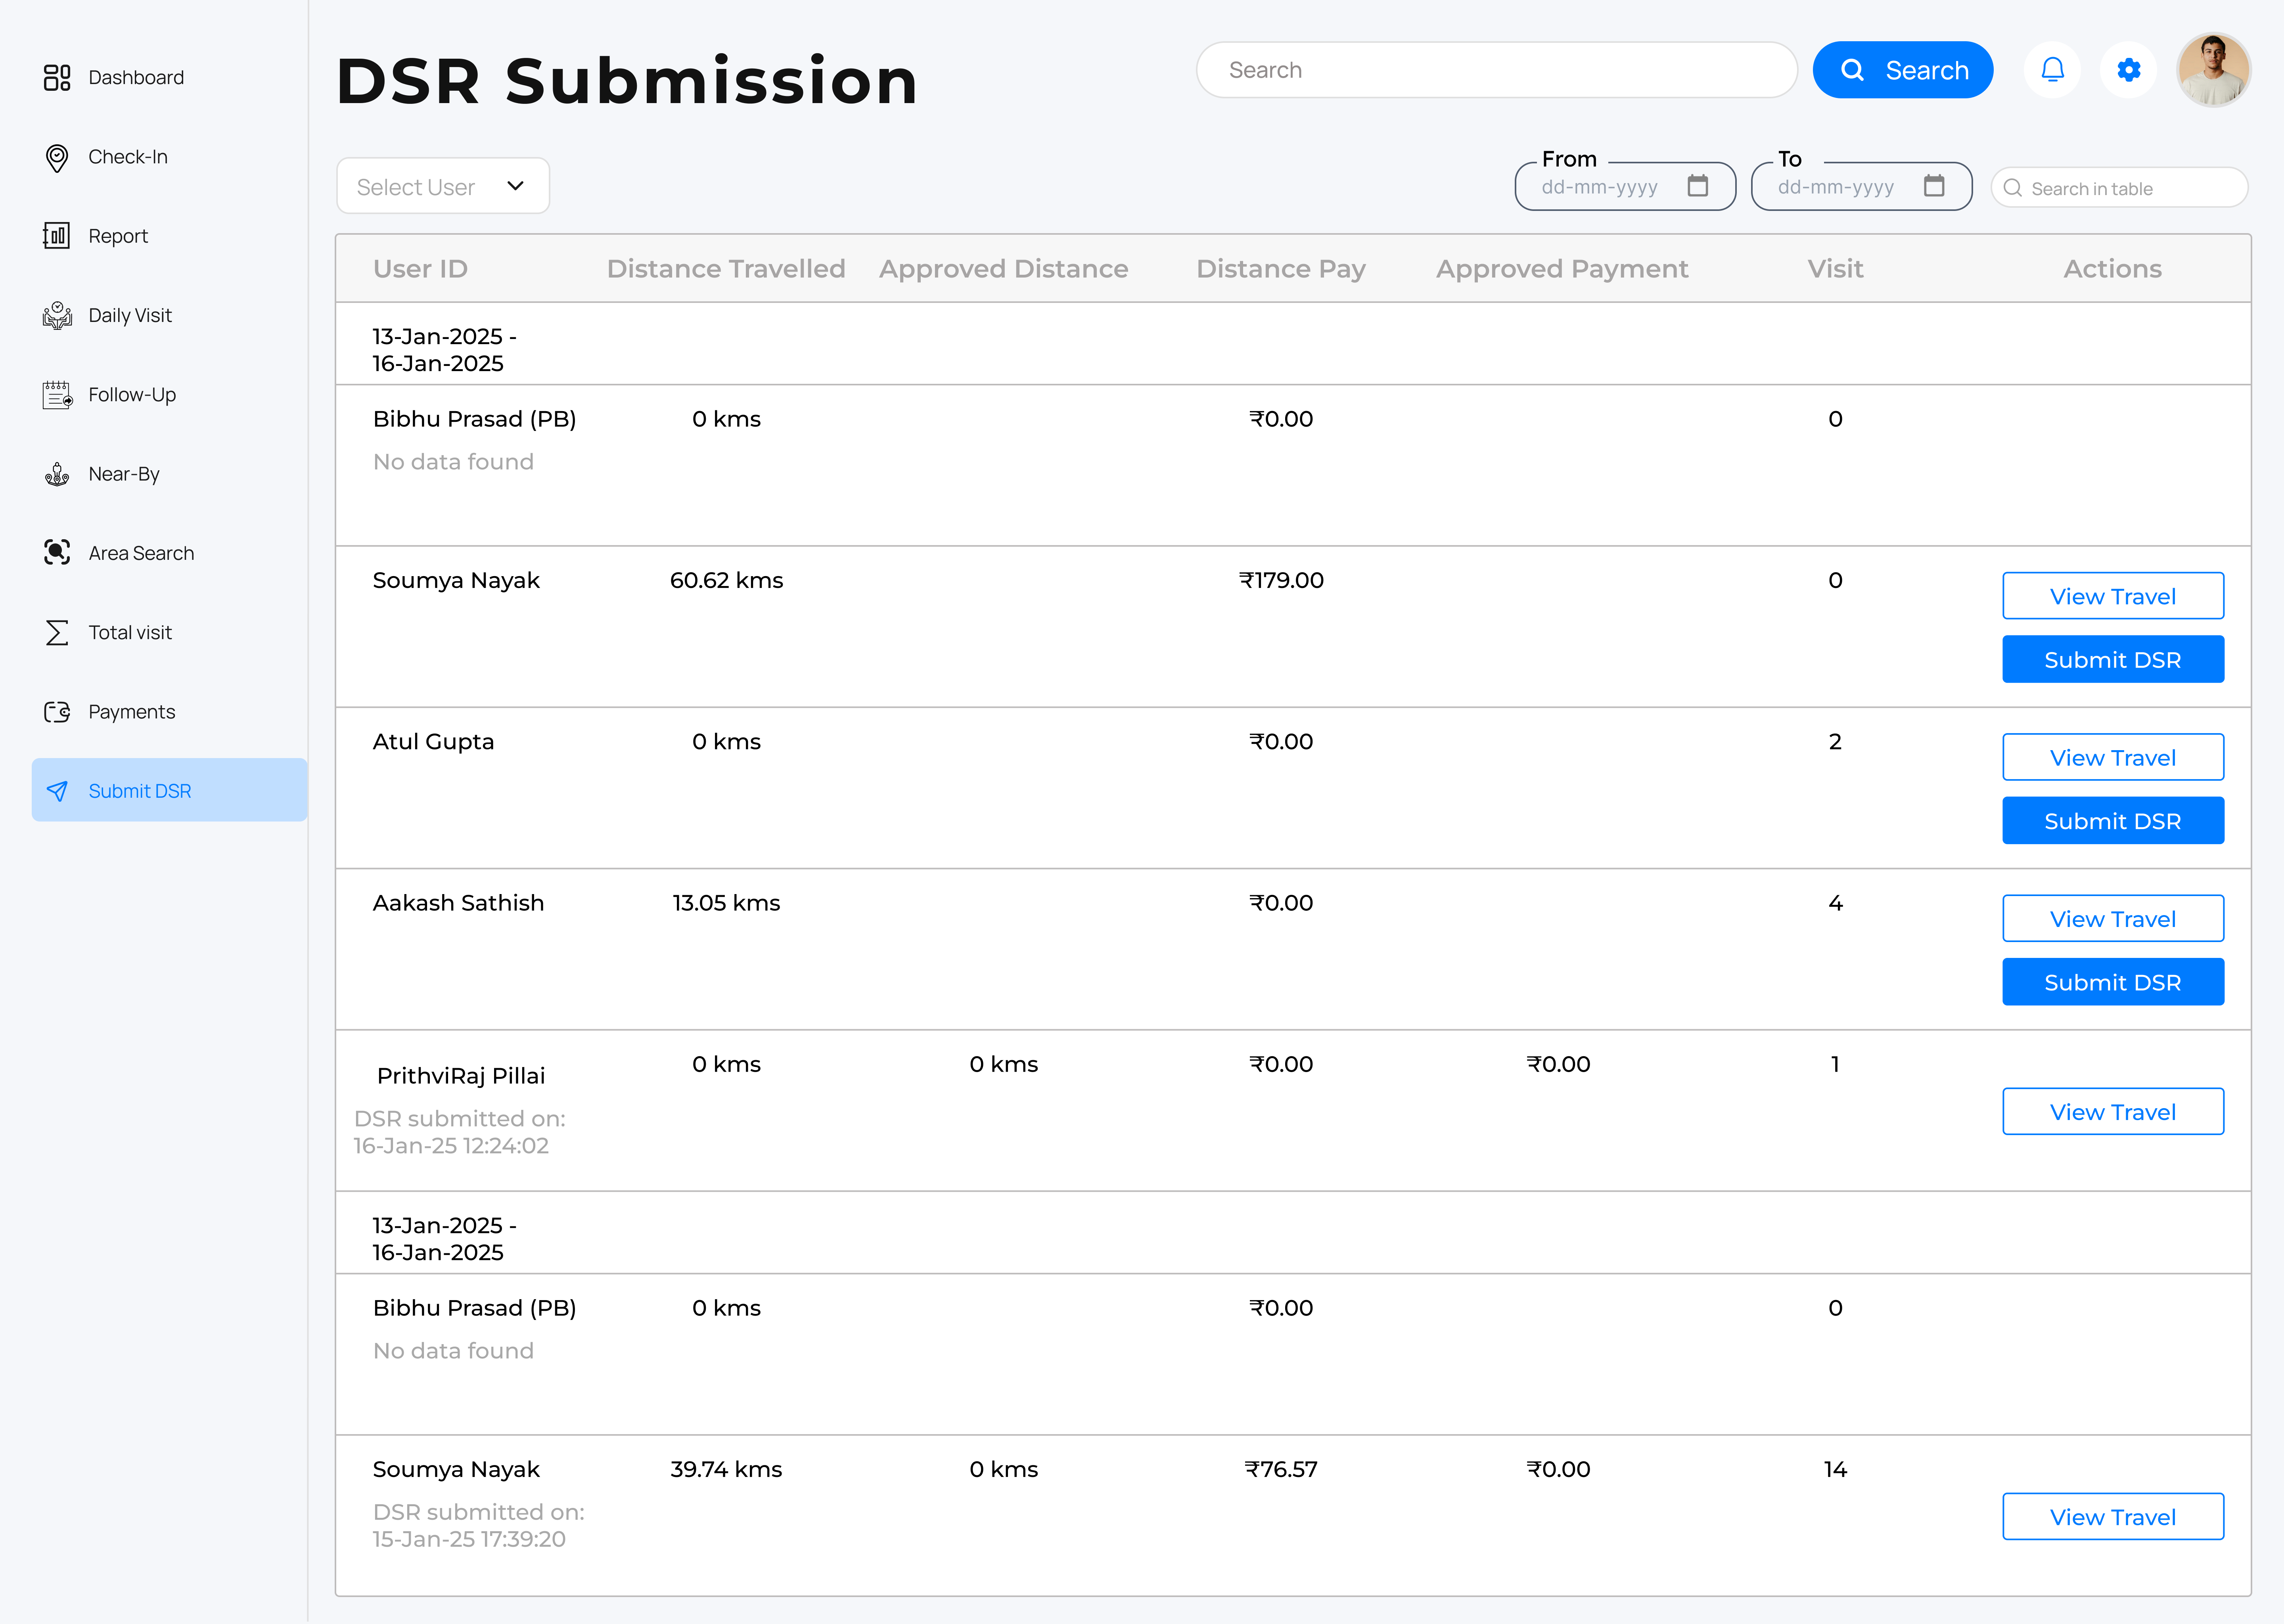 Dashboard
Check-In
Report
Daily Visit
Follow-Up
Near-By
Area Search
Total visit
Payments
Submit DSR
DSR Submission
Search
Search
Select User
From
dd-mm-yyyy
To
dd-mm-yyyy
Search in table
User ID Distance Travelled Approved Distance Distance Pay Approved Payment Visit Actions
13-Jan-2025 -
16-Jan-2025
Bibhu Prasad (PB) 0 kms ₹0.00 0
No data found
Soumya Nayak 60.62 kms ₹179.00 0
View Travel
Submit DSR
Atul Gupta 0 kms ₹0.00 2
View Travel
Submit DSR
Aakash Sathish 13.05 kms ₹0.00 4
View Travel
Submit DSR
PrithviRaj Pillai 0 kms 0 kms ₹0.00 ₹0.00 1
DSR submitted on:
16-Jan-25 12:24:02
View Travel
13-Jan-2025 -
16-Jan-2025
Bibhu Prasad (PB) 0 kms ₹0.00 0
No data found
Soumya Nayak 39.74 kms 0 kms ₹76.57 ₹0.00 14
DSR submitted on:
15-Jan-25 17:39:20
View Travel